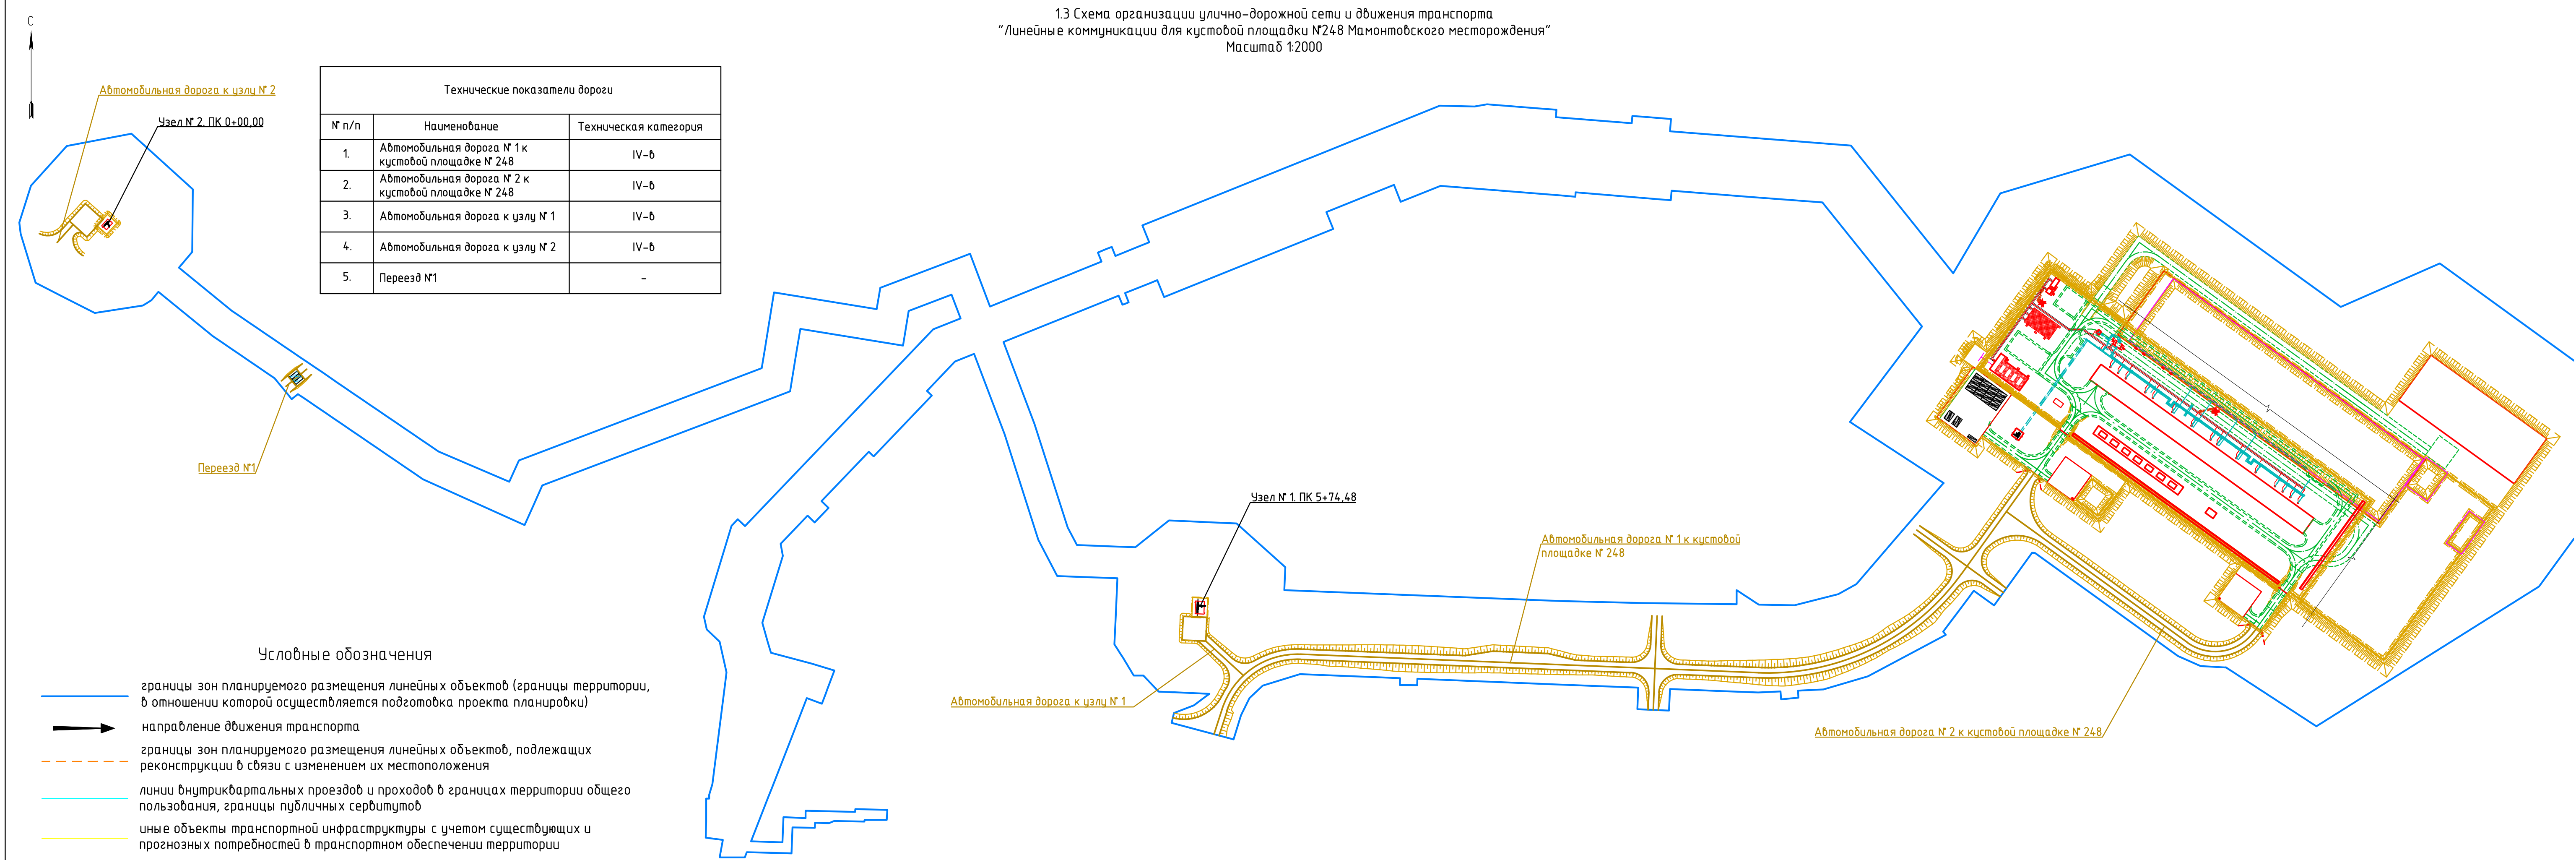 1.3 Схема организации улично-дорожной сети и движения транспорта
"Линейные коммуникации для кустовой площадки №248 Мамонтовского месторождения"
Масштаб 1:2000
С
Автомобильная дорога к узлу № 2
Узел № 2. ПК 0+00,00
Технические показатели дороги
№ п/п Наименование Техническая категория
1. Автомобильная дорога № 1 к
кустовой площадке № 248 IV-в
2. Автомобильная дорога № 2 к
кустовой площадке № 248 IV-в
3. Автомобильная дорога к узлу № 1 IV-в
4. Автомобильная дорога к узлу № 2 IV-в
5. Переезд №1 -
Переезд №1
Узел № 1. ПК 5+74,48
Автомобильная дорога № 1 к кустовой
площадке № 248
Автомобильная дорога к узлу № 1
Автомобильная дорога № 2 к кустовой площадке № 248
Условные обозначения
границы зон планируемого размещения линейных объектов (границы территории,
в отношении которой осуществляется подготовка проекта планировки)
направление движения транспорта
границы зон планируемого размещения линейных объектов, подлежащих
реконструкции в связи с изменением их местоположения
линии внутриквартальных проездов и проходов в границах территории общего
пользования, границы публичных сервитутов
иные объекты транспортной инфраструктуры с учетом существующих и
прогнозных потребностей в транспортном обеспечении территории